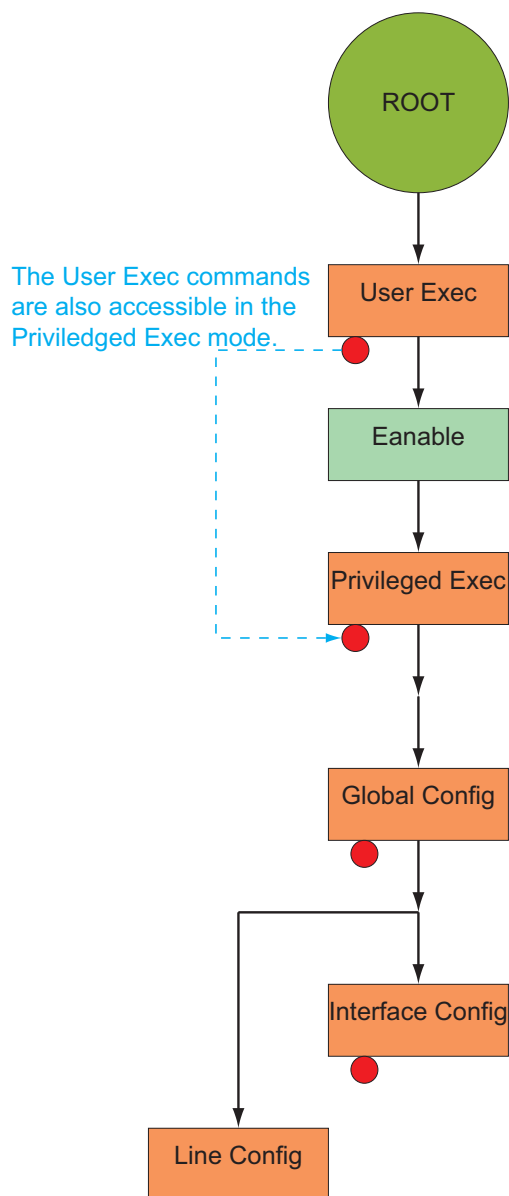 ROOT
The User Exec commands
are also accessible in the
Priviledged Exec mode.
User Exec
Eanable
Privileged Exec
Global Config
Interface Config
Line Config